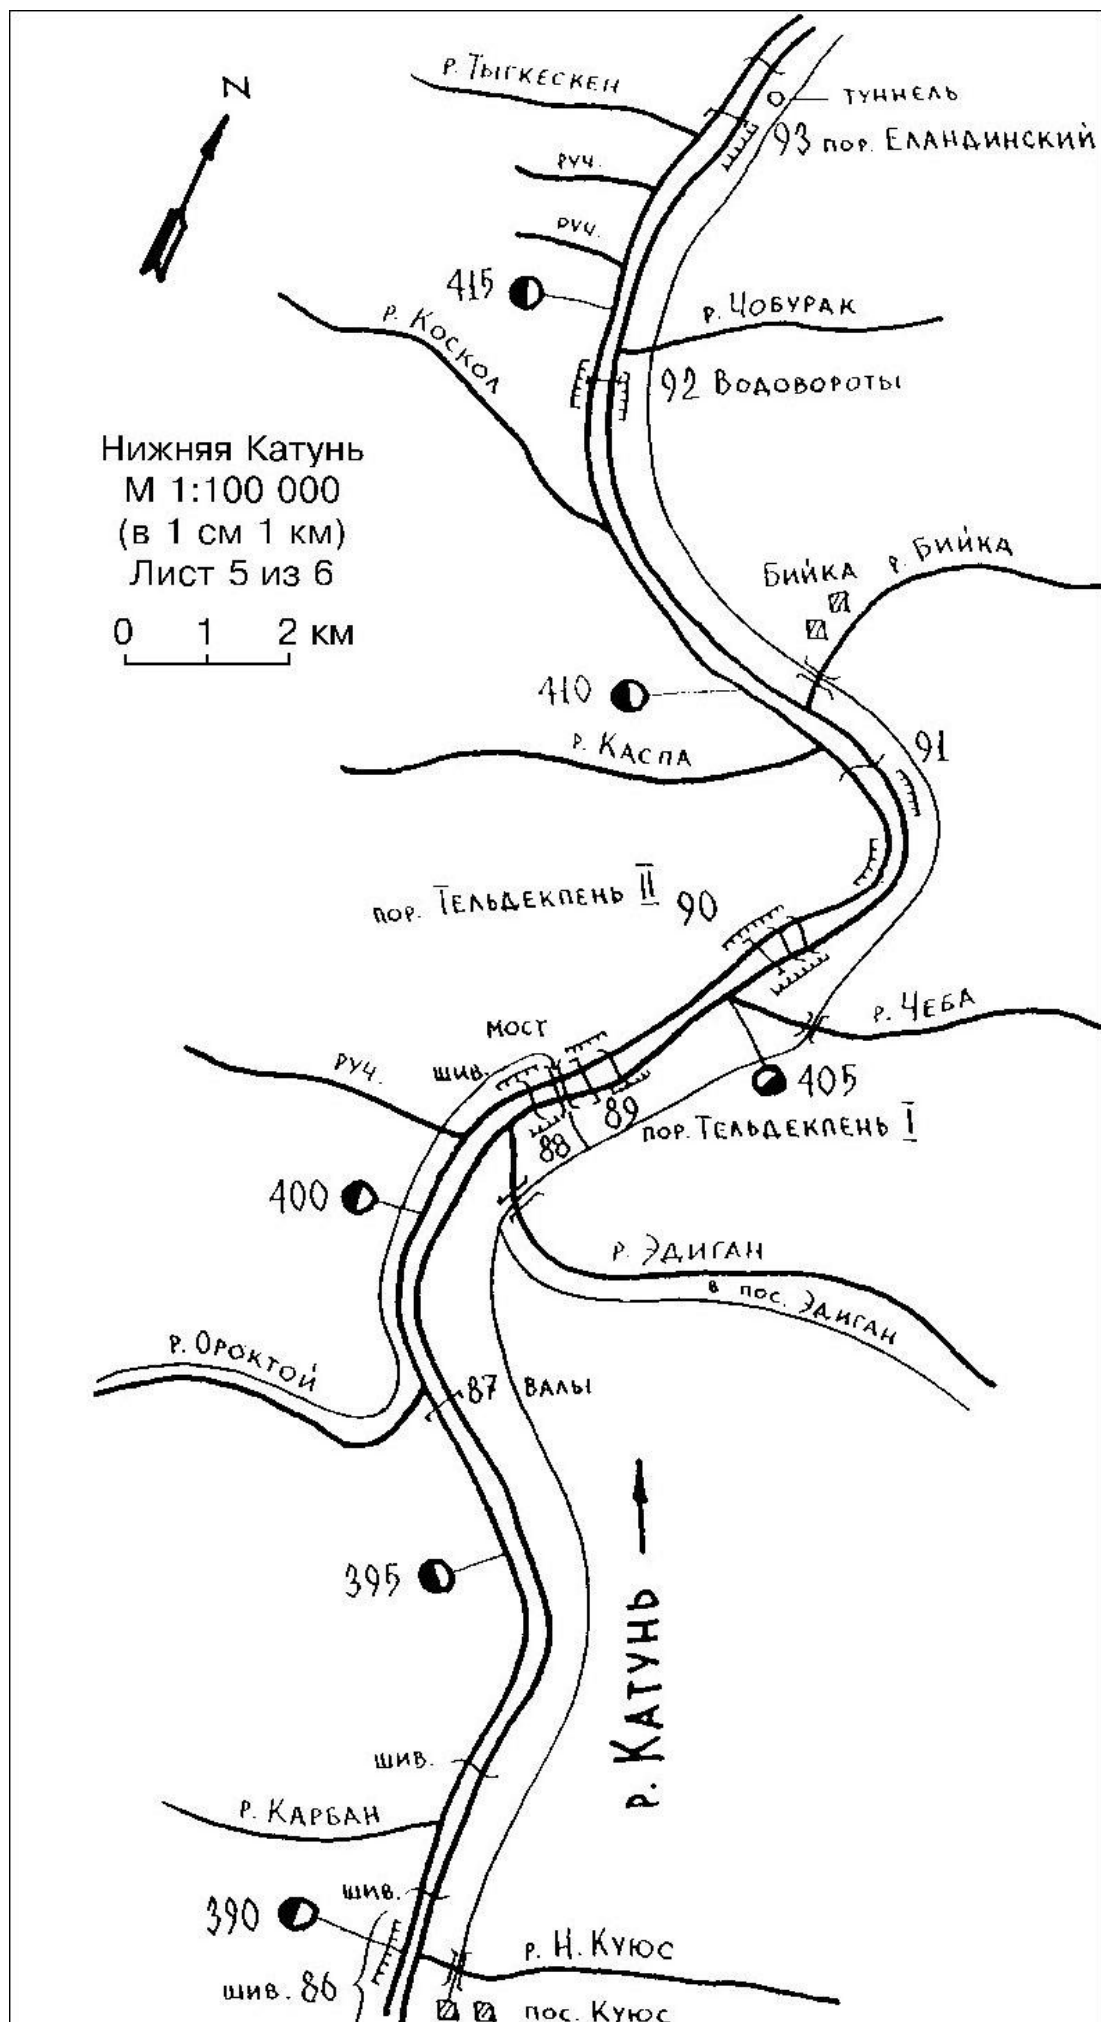 N
р. Тыгкескен
туннель
93 пор. Еландинский
руч.
руч.
415
р. Чобурак
р. Коскол
92 Водовороты
Нижняя Катунь
М 1:100 000
(в 1 см 1 км)
Лист 5 из 6
0 1 2 км
Бийка
р. Бийка
410
р. Каспа
91
пор. Тельдекпень II
90
р. Чеба
мост
шив.
руч.
405
89
пор. Тельдекпень I
88
400
р. Эдиган
в пос. Эдиган
р. Ороктой
87 валы
395
р. Катунь
шив.
р. Карбан
шив.
390
р. Н. Куюс
шив. 86
пос. Куюс